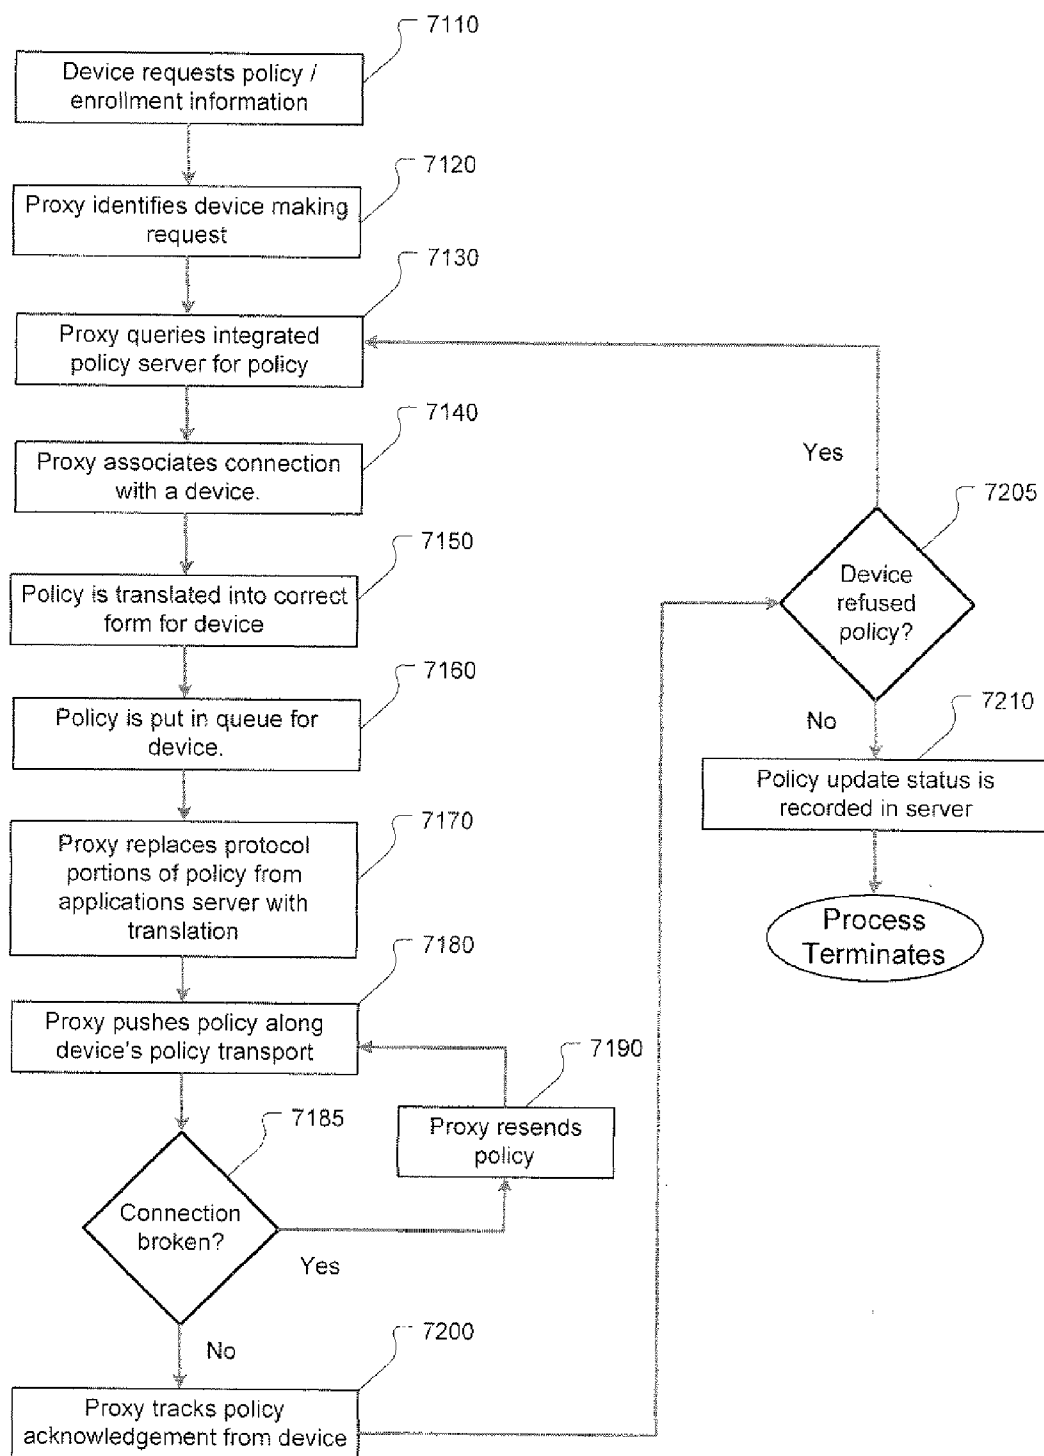 7110
Device requests policy /
enrollment information
7120
Proxy identifies device making
request
7130
Proxy queries integrated
policy server for policy
7140
Proxy associates connection
with a device.
7150
Policy is translated into correct
form for device
7160
Policy is put in queue for
device.
7170
Proxy replaces protocol
portions of policy from
applications server with
translation
7180
Proxy pushes policy along
device's policy transport
7185
Connection
broken?
Yes
7190
Proxy resends
policy
No
7200
Proxy tracks policy
acknowledgement from device
7205
Device
refused
policy?
Yes
No
7210
Policy update status is
recorded in server
Process
Terminates